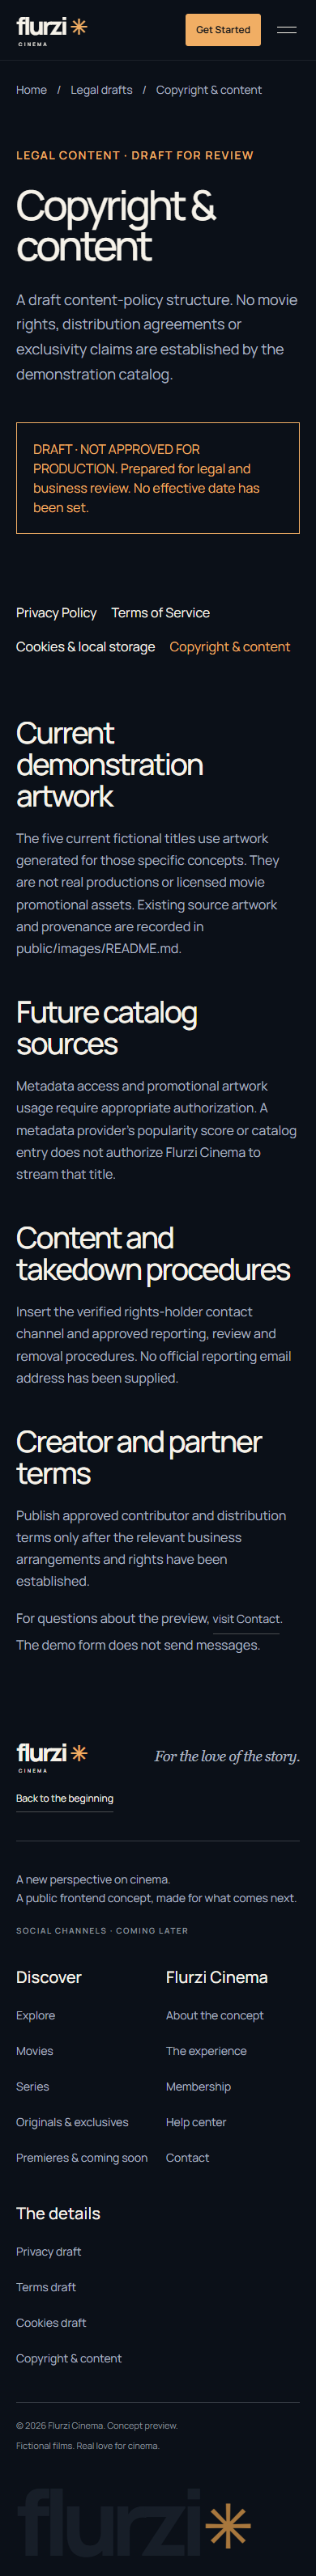 flurzi
CINEMA
Get Started
Home / Legal drafts / Copyright & content
LEGAL CONTENT · DRAFT FOR REVIEW
Copyright &
content
A draft content-policy structure. No movie
rights, distribution agreements or
exclusivity claims are established by the
demonstration catalog.
DRAFT · NOT APPROVED FOR
PRODUCTION. Prepared for legal and
business review. No effective date has
been set.
Privacy Policy Terms of Service
Cookies & local storage Copyright & content
Current
demonstration
artwork
The five current fictional titles use artwork
generated for those specific concepts. They
are not real productions or licensed movie
promotional assets. Existing source artwork
and provenance are recorded in
public/images/README.md.
Future catalog
sources
Metadata access and promotional artwork
usage require appropriate authorization. A
metadata provider's popularity score or catalog
entry does not authorize Flurzi Cinema to
stream that title.
Content and
takedown procedures
Insert the verified rights-holder contact
channel and approved reporting, review and
removal procedures. No official reporting email
address has been supplied.
Creator and partner
terms
Publish approved contributor and distribution
terms only after the relevant business
arrangements and rights have been
established.
For questions about the preview, visit Contact.
The demo form does not send messages.
flurzi
CINEMA
For the love of the story.
Back to the beginning
A new perspective on cinema.
A public frontend concept, made for what comes next.
SOCIAL CHANNELS · COMING LATER
Discover
Explore
Movies
Series
Originals & exclusives
Premieres & coming soon
Flurzi Cinema
About the concept
The experience
Membership
Help center
Contact
The details
Privacy draft
Terms draft
Cookies draft
Copyright & content
© 2026 Flurzi Cinema. Concept preview.
Fictional films. Real love for cinema.
flurzi